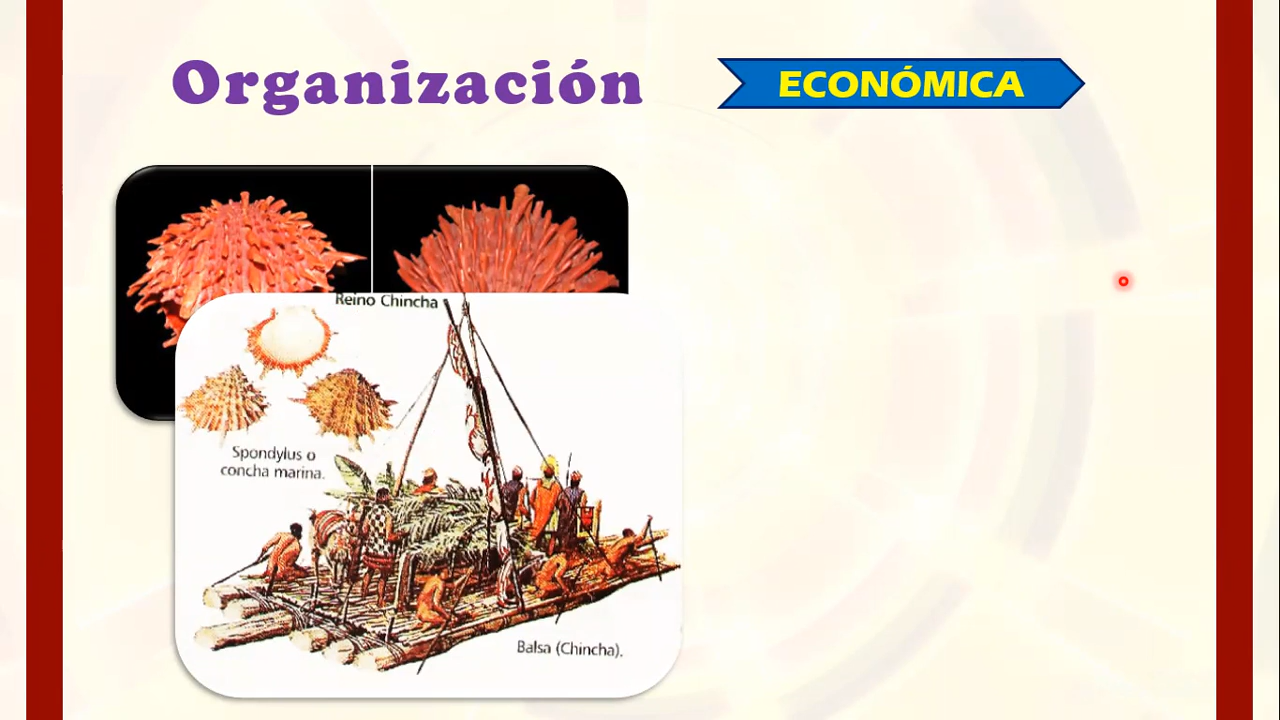 Organización
ECONÓMICA
Reino Chincha
Spondylus o
concha marina.
Balsa (Chincha).